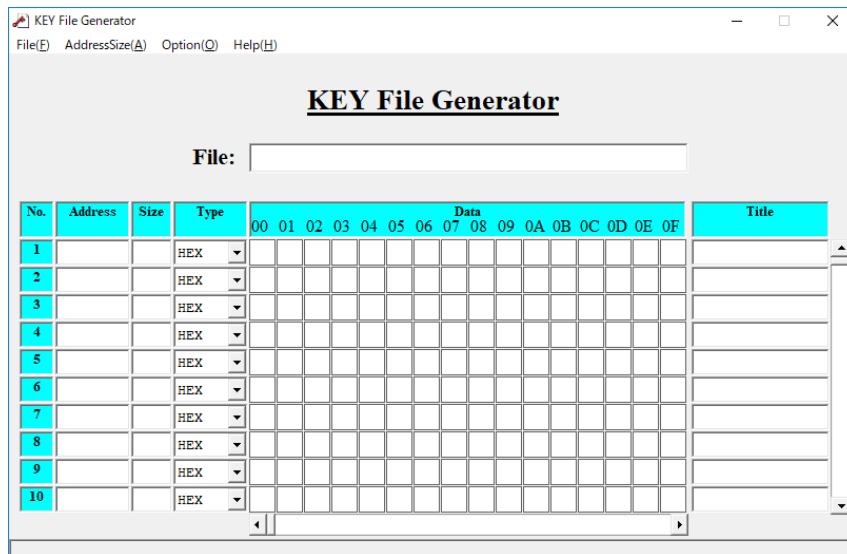 KEY File Generator
File(F) AddressSize(A) Option(O) Help(H)
KEY File Generator
File:
No. Address Size Type Data Title
00 01 02 03 04 05 06 07 08 09 0A 0B 0C 0D 0E 0F
1 HEX
2 HEX
3 HEX
4 HEX
5 HEX
6 HEX
7 HEX
8 HEX
9 HEX
10 HEX